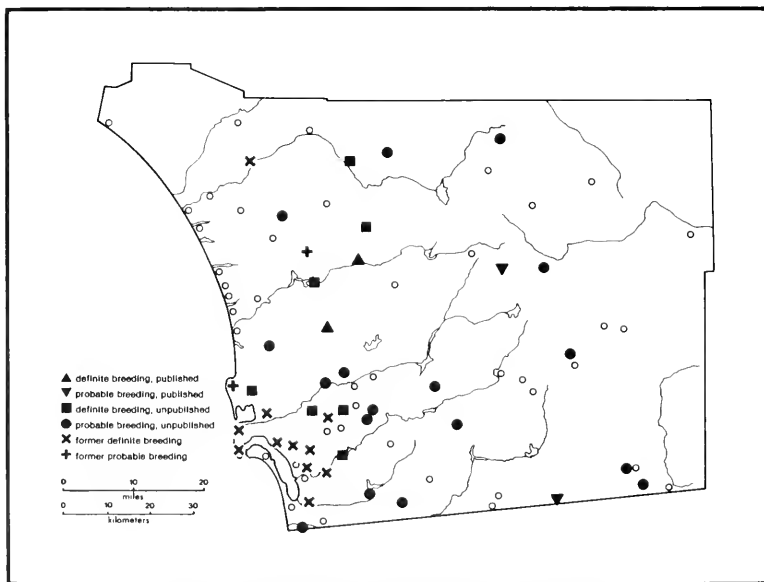 definite breeding, published
probable breeding, published
definite breeding, unpublished
probable breeding, unpublished
former definite breeding
former probable breeding
0 10 20
miles
0 10 20 30
kilometers